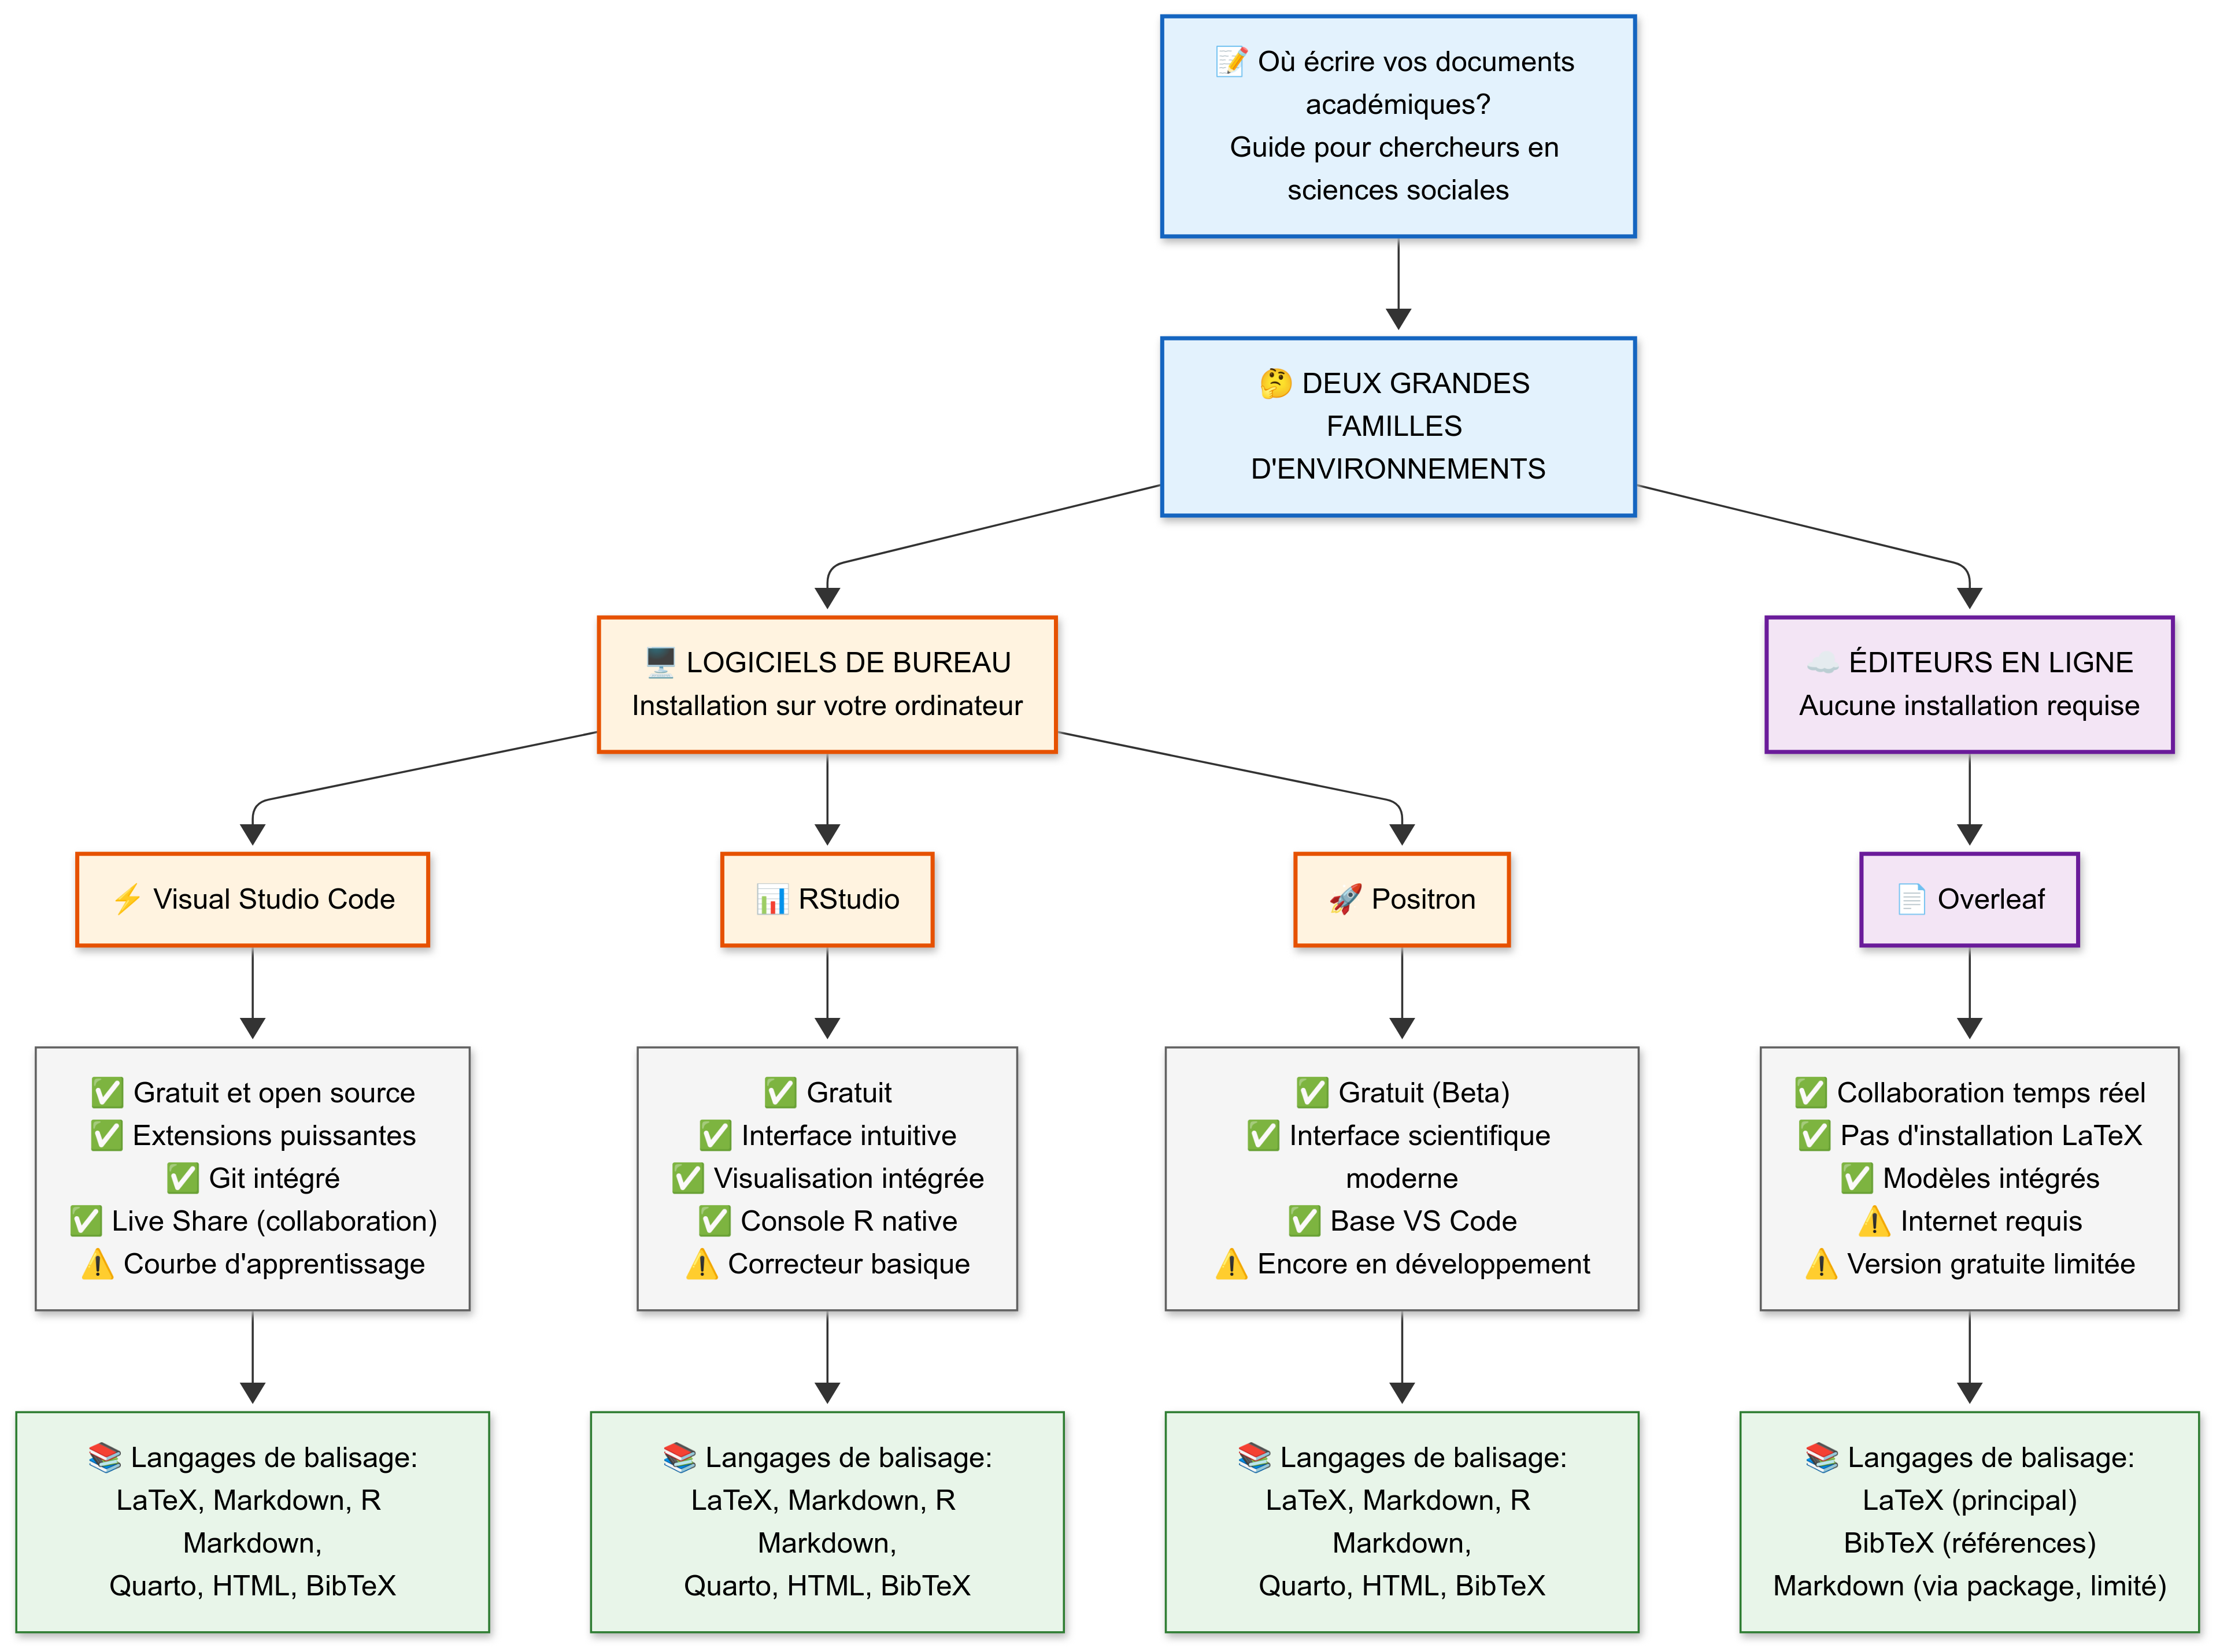 📝 Où écrire vos documents
académiques?
Guide pour chercheurs en
sciences sociales
🤔 DEUX GRANDES
FAMILLES
D'ENVIRONNEMENTS
🖥️ LOGICIELS DE BUREAU
Installation sur votre ordinateur
☁️ ÉDITEURS EN LIGNE
Aucune installation requise
⚡ Visual Studio Code
📊 RStudio
🚀 Positron
📄 Overleaf
✅ Gratuit et open source
✅ Extensions puissantes
✅ Git intégré
✅ Live Share (collaboration)
⚠️ Courbe d'apprentissage
✅ Gratuit
✅ Interface intuitive
✅ Visualisation intégrée
✅ Console R native
⚠️ Correcteur basique
✅ Gratuit (Beta)
✅ Interface scientifique
moderne
✅ Base VS Code
⚠️ Encore en développement
✅ Collaboration temps réel
✅ Pas d'installation LaTeX
✅ Modèles intégrés
⚠️ Internet requis
⚠️ Version gratuite limitée
📚 Langages de balisage:
LaTeX, Markdown, R
Markdown,
Quarto, HTML, BibTeX
📚 Langages de balisage:
LaTeX, Markdown, R
Markdown,
Quarto, HTML, BibTeX
📚 Langages de balisage:
LaTeX, Markdown, R
Markdown,
Quarto, HTML, BibTeX
📚 Langages de balisage:
LaTeX (principal)
BibTeX (références)
Markdown (via package, limité)